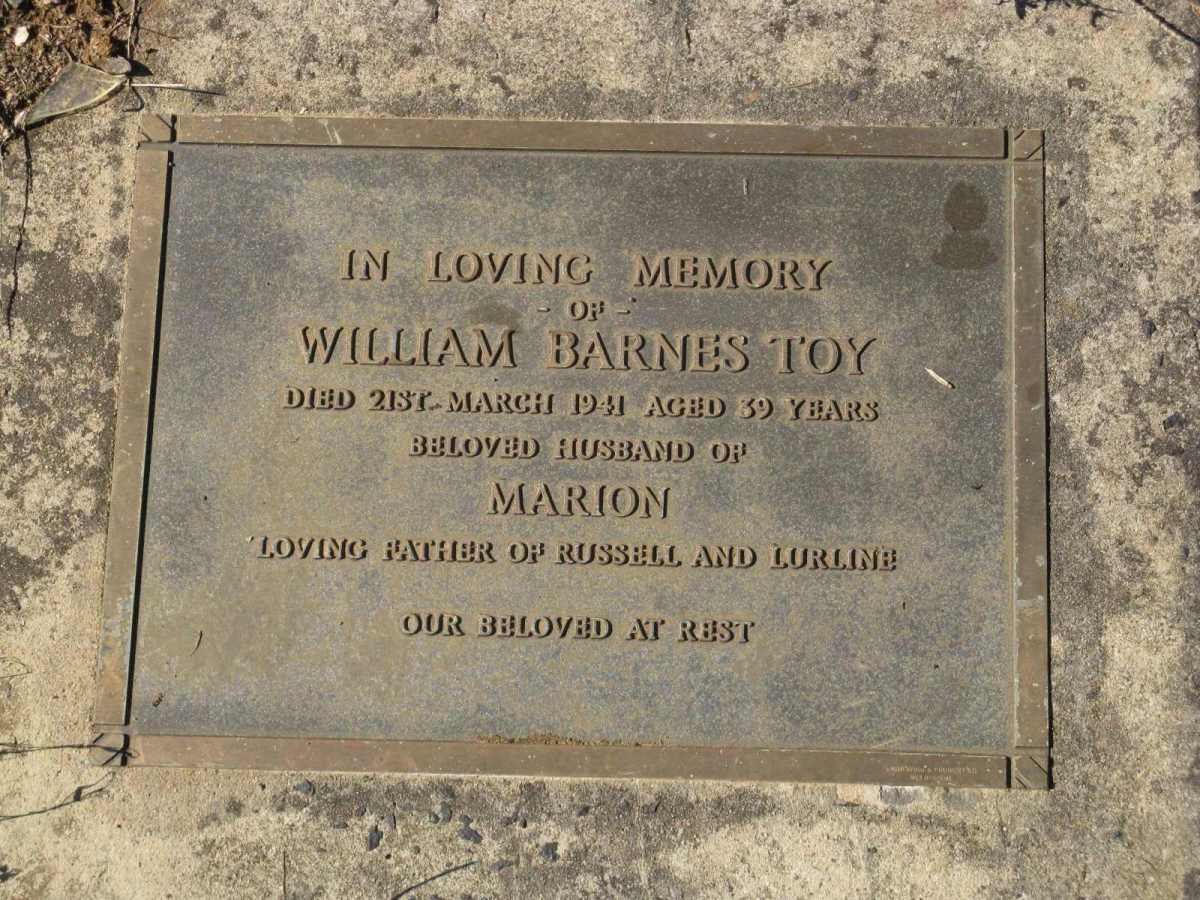 IN LOVING MEMORY
- OF -
WILLIAM BARNES TOY
DIED 21ST. MARCH 1941 AGED 39 YEARS
BELOVED HUSBAND OF
MARION
LOVING FATHER OF RUSSELL AND LURLINE
OUR BELOVED AT REST